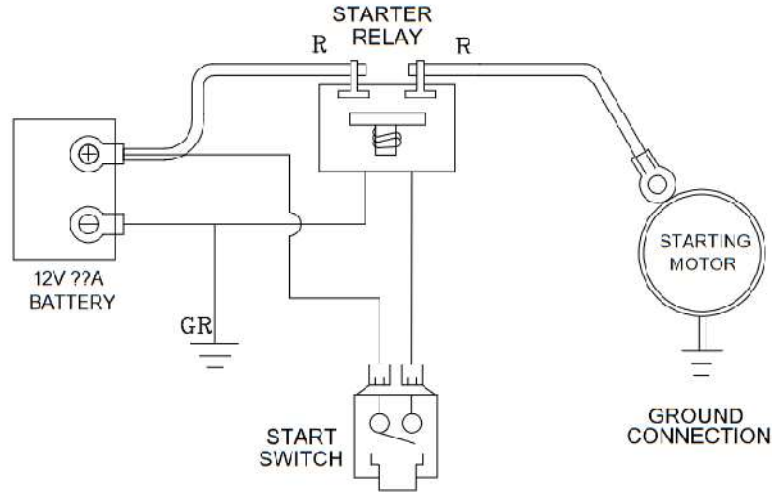 STARTER
RELAY
R
R
+
−
12V ??A
BATTERY
GR
STARTING
MOTOR
START
SWITCH
GROUND
CONNECTION